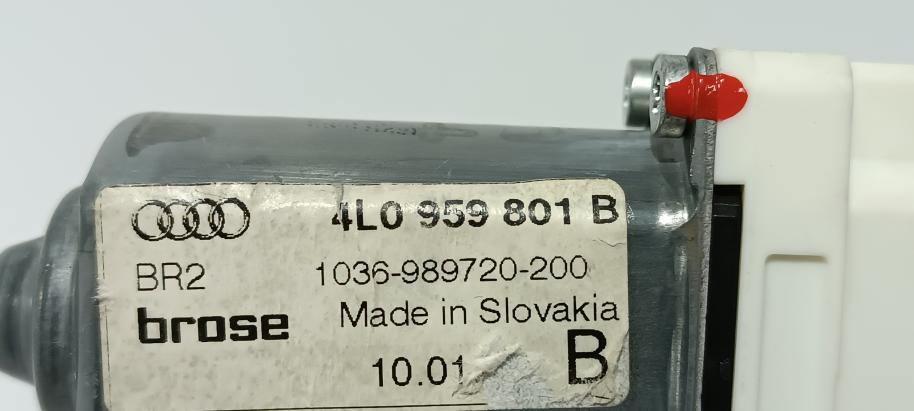 4L0 959 801 B
BR2 1036-989720-200
brose Made in Slovakia
10.01 B